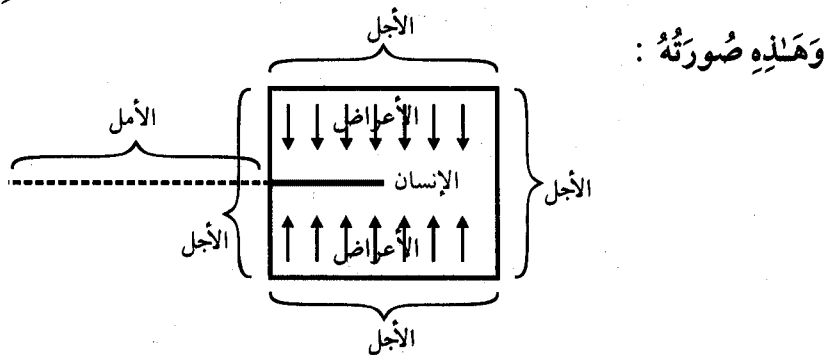 وَهَـٰذِهِ صُورَتُهُ :
الأجل
الأعراض
الأمل
الإنسان
الأجل
الأجل
الأعراض
الأجل